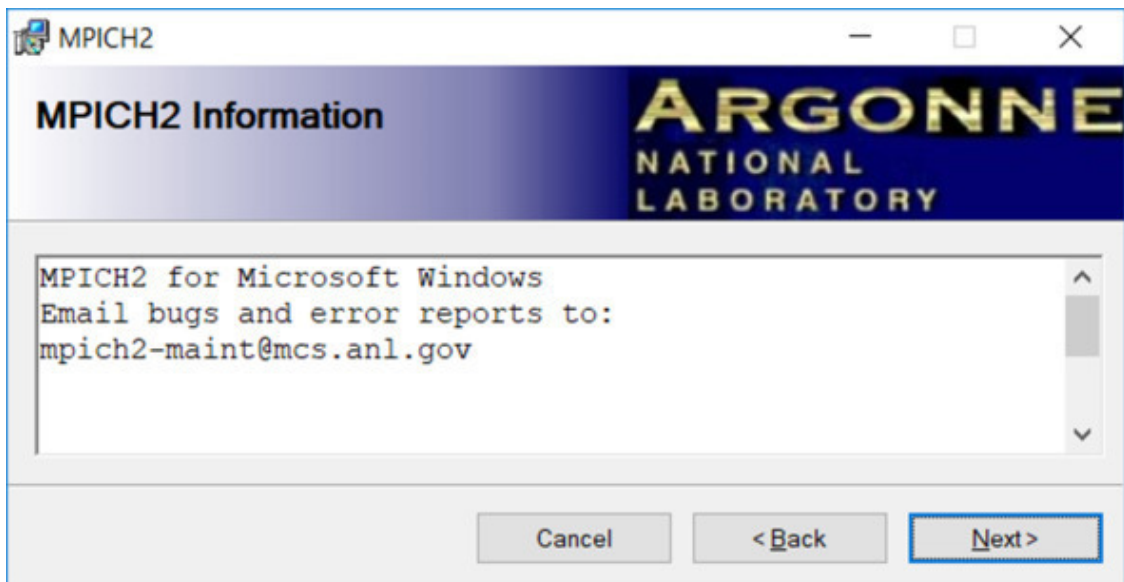 MPICH2
MPICH2 Information
ARGONNE
NATIONAL
LABORATORY
MPICH2 for Microsoft Windows
Email bugs and error reports to:
mpich2-maint@mcs.anl.gov
Cancel
< Back
Next >